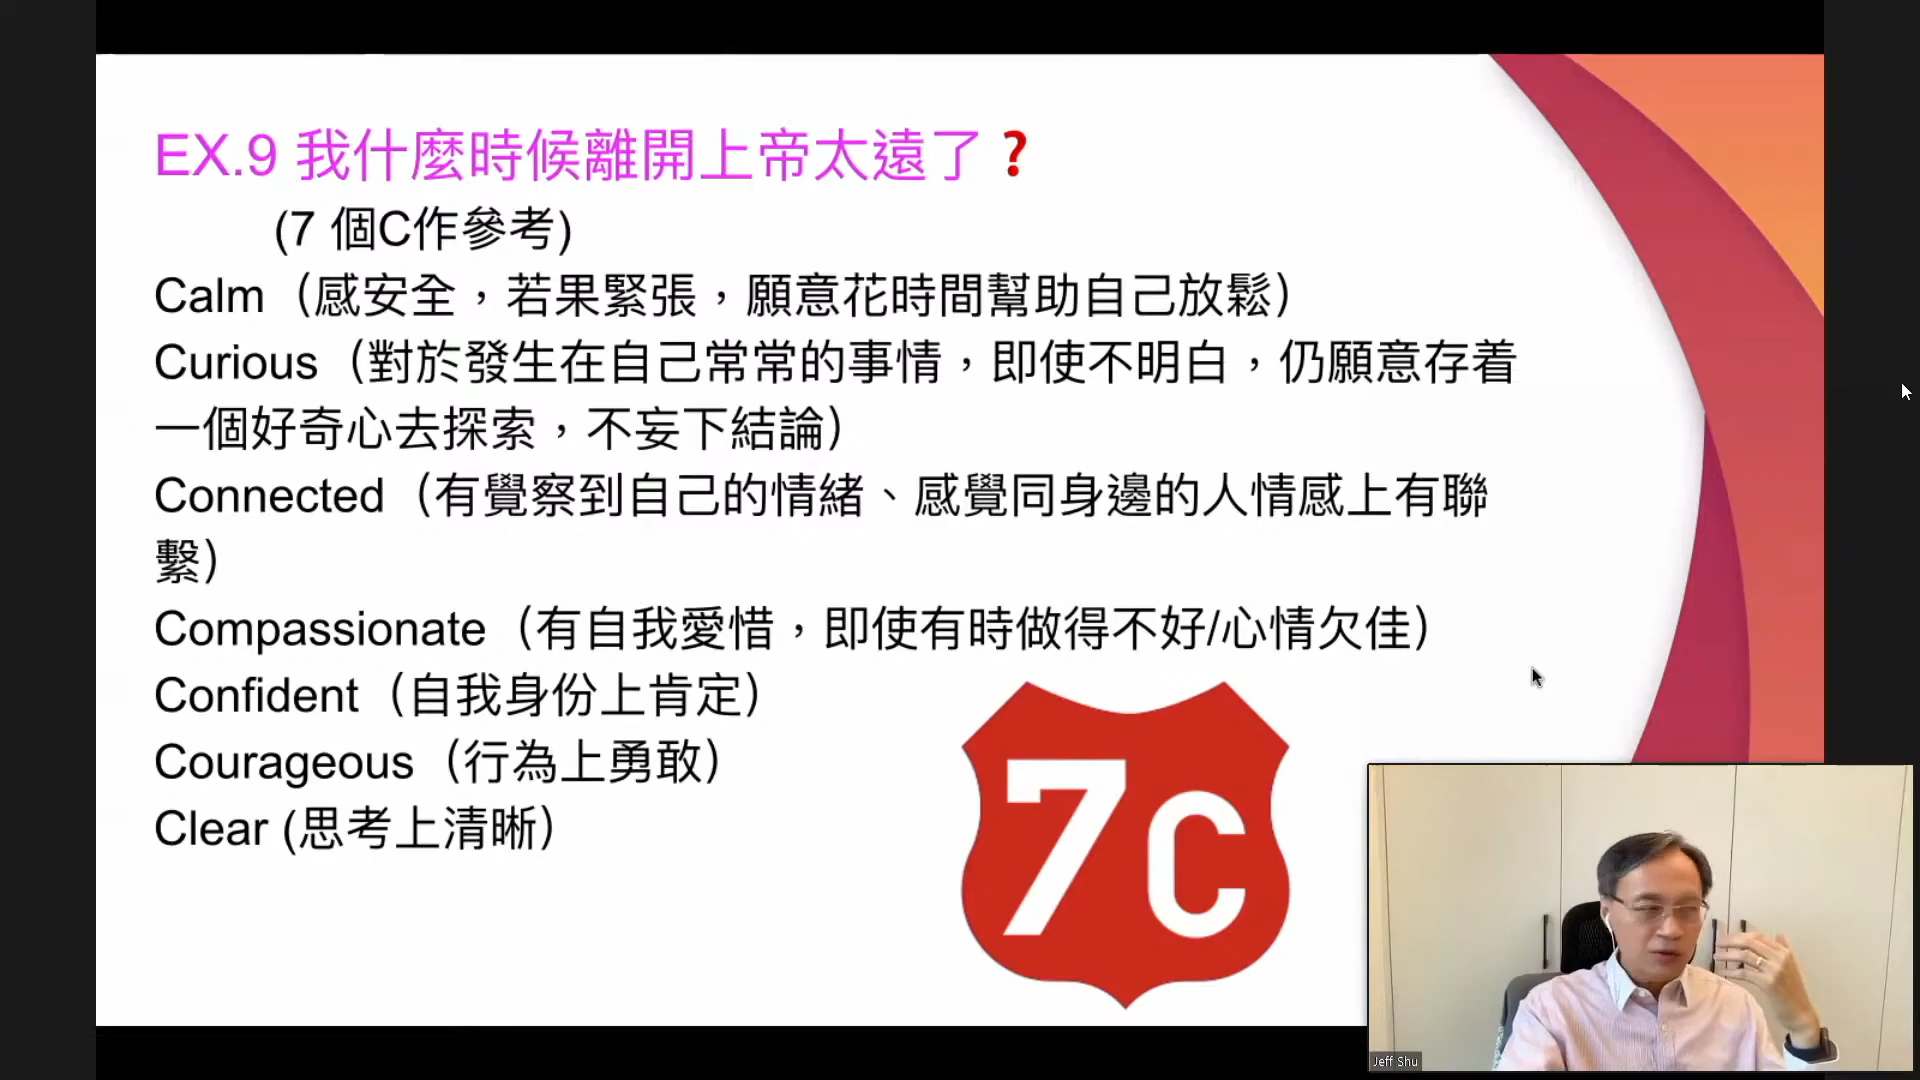 EX.9 我什麼時候離開上帝太遠了❓
(7 個C作參考)
Calm（感安全，若果緊張，願意花時間幫助自己放鬆）
Curious（對於發生在自己常常的事情，即使不明白，仍願意存着
一個好奇心去探索，不妄下結論）
Connected（有覺察到自己的情緒、感覺同身邊的人情感上有聯
繫）
Compassionate（有自我愛惜，即使有時做得不好/心情欠佳）
Confident（自我身份上肯定）
Courageous（行為上勇敢）
Clear (思考上清晰）
7c
Jeff Shu